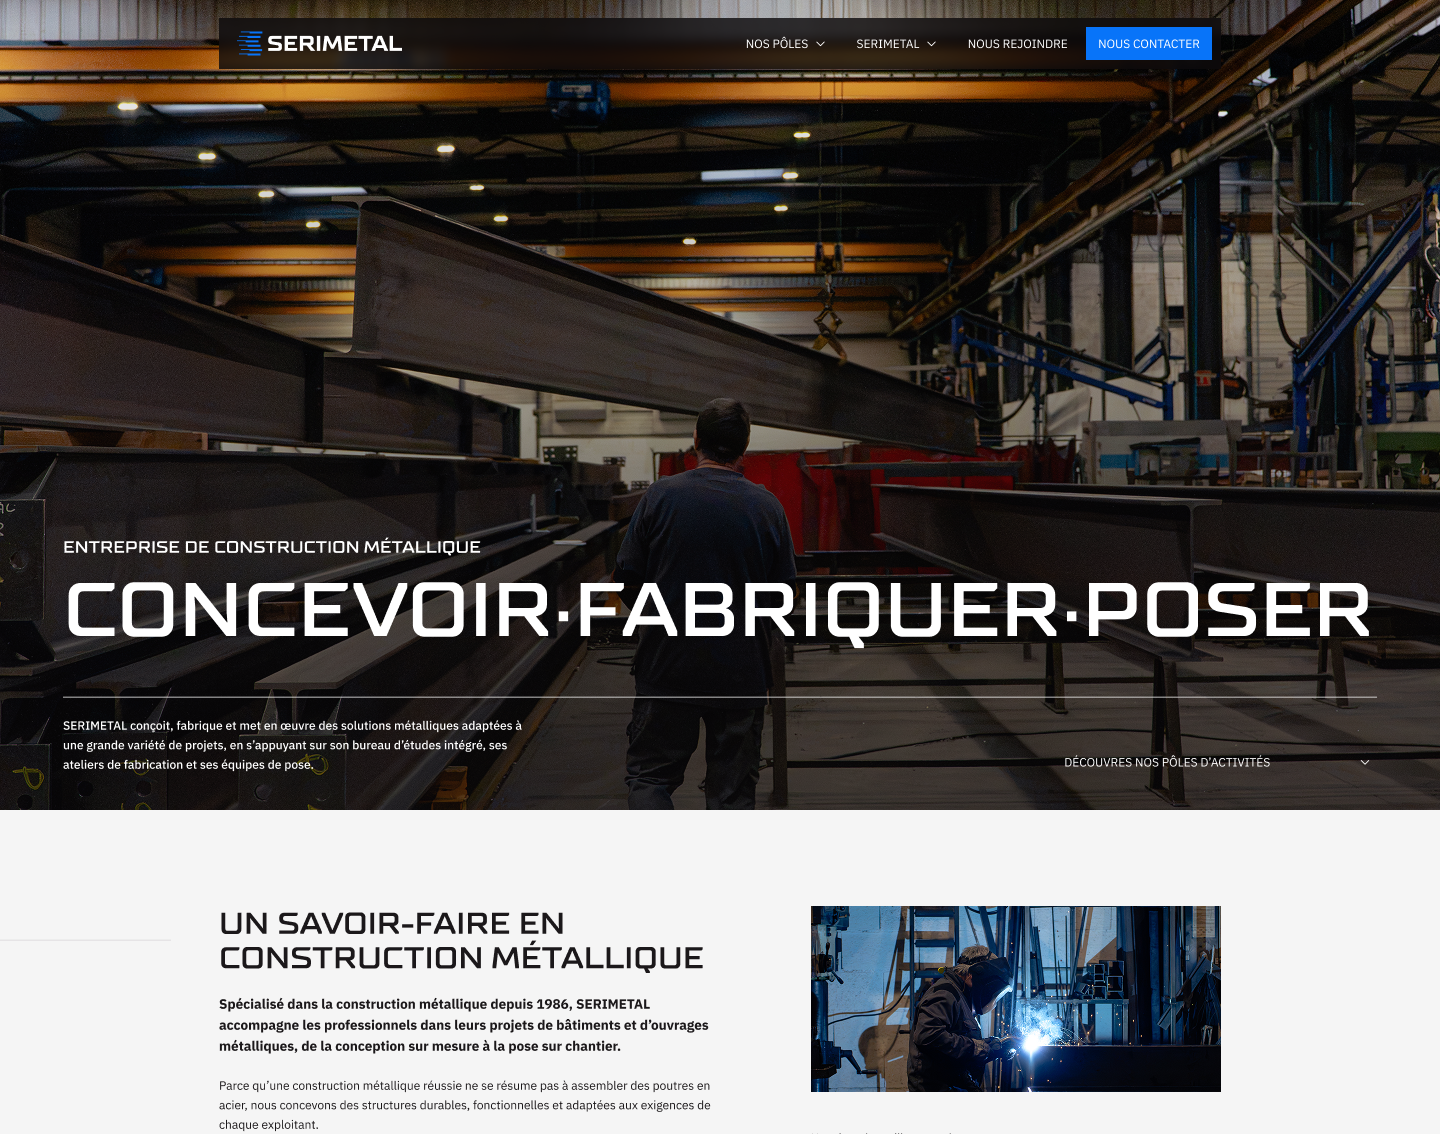 SERIMETAL
NOS PÔLES
SERIMETAL
NOUS REJOINDRE
NOUS CONTACTER
ENTREPRISE DE CONSTRUCTION MÉTALLIQUE
CONCEVOIR·FABRIQUER·POSER
SERIMETAL conçoit, fabrique et met en œuvre des solutions métalliques adaptées à
une grande variété de projets, en s’appuyant sur son bureau d’études intégré, ses
ateliers de fabrication et ses équipes de pose.
DÉCOUVRES NOS PÔLES D’ACTIVITÉS
UN SAVOIR-FAIRE EN
CONSTRUCTION MÉTALLIQUE
Spécialisé dans la construction métallique depuis 1986, SERIMETAL
accompagne les professionnels dans leurs projets de bâtiments et d’ouvrages
métalliques, de la conception sur mesure à la pose sur chantier.
Parce qu’une construction métallique réussie ne se résume pas à assembler des poutres en
acier, nous concevons des structures durables, fonctionnelles et adaptées aux exigences de
chaque exploitant.